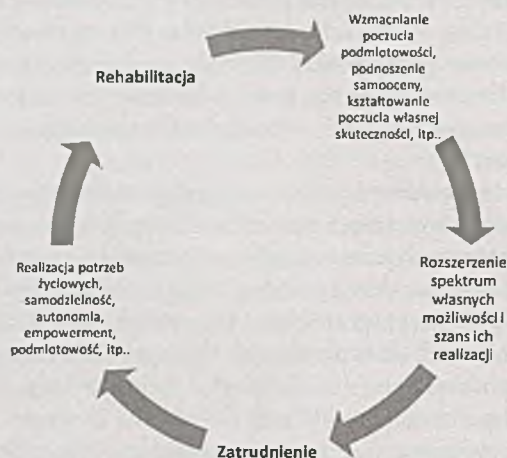 Rehabilitacja
Wzmacnianie
poczucia
podmiotowości,
podnoszenie
samooceny,
kształtowanie
poczucia własnej
skuteczności, itp..
Rozszerzenie
spektrum
własnych
możliwości i
szans ich
realizacji
Zatrudnienie
Realizacja potrzeb
życiowych,
samodzielność,
autonomia,
empowerment,
podmiotowość, itp..